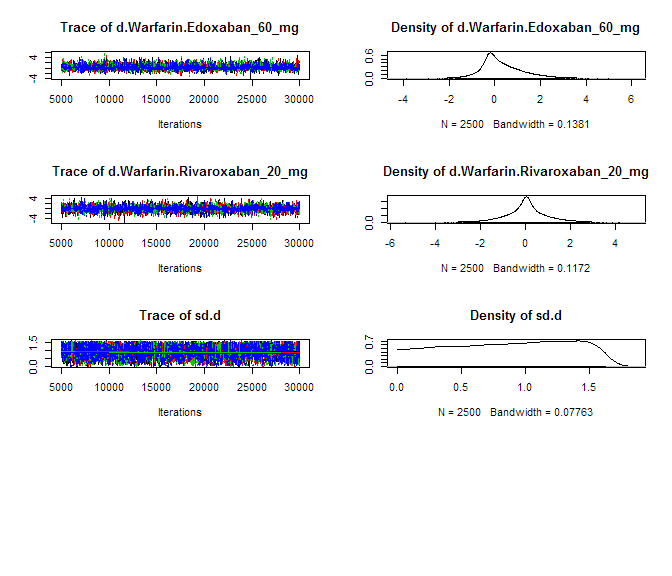 Trace of d.Warfarin.Edoxaban_60_mg
4
-4
5000 10000 15000 20000 25000 30000
Iterations
Density of d.Warfarin.Edoxaban_60_mg
0.6
0.0
-4 -2 0 2 4 6
N = 2500 Bandwidth = 0.1381
Trace of d.Warfarin.Rivaroxaban_20_mg
4
-4
5000 10000 15000 20000 25000 30000
Iterations
Density of d.Warfarin.Rivaroxaban_20_mg
0.0
-6 -4 -2 0 2 4
N = 2500 Bandwidth = 0.1172
Trace of sd.d
1.5
0.0
5000 10000 15000 20000 25000 30000
Iterations
Density of sd.d
0.7
0.0
0.0 0.5 1.0 1.5
N = 2500 Bandwidth = 0.07763